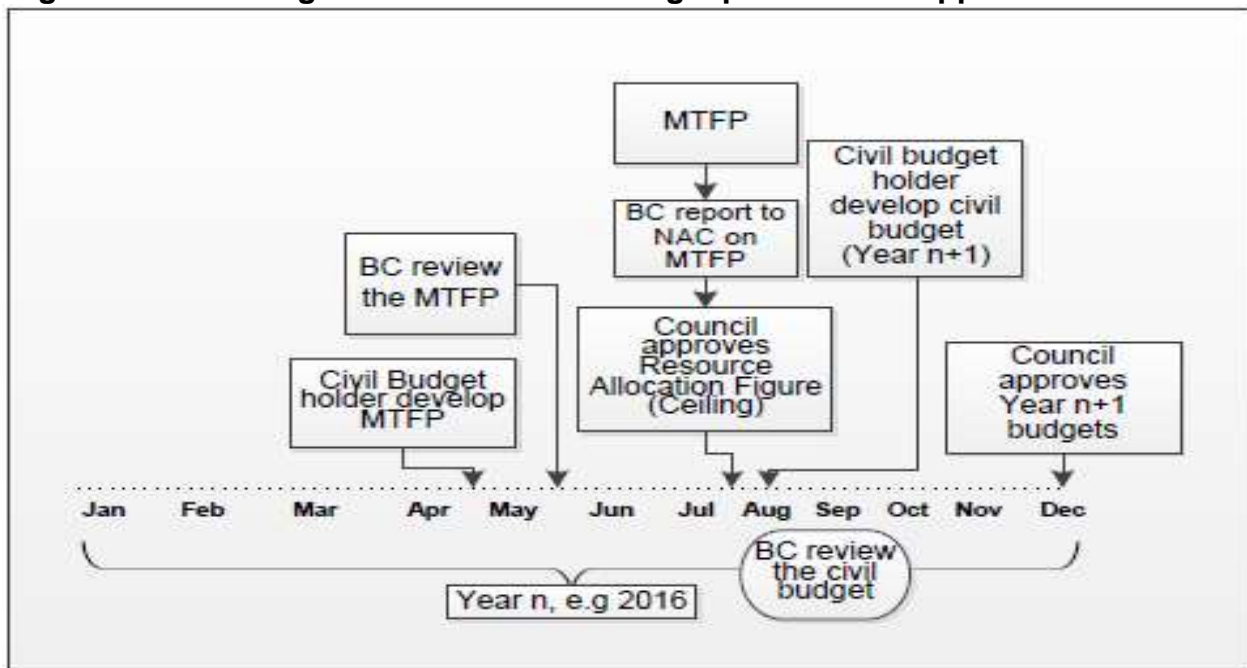 MTFP
Civil budget
holder
develop civil
budget
(Year n+1)
BC report to
NAC on
MTFP
BC review
the MTFP
Council
approves
Resource
Allocation Figure
(Ceiling)
Civil Budget
holder develop
MTFP
Council
approves
Year n+1
budgets
Jan Feb Mar Apr May Jun Jul Aug Sep Oct Nov Dec
BC review
the civil
budget
Year n, e.g 2016